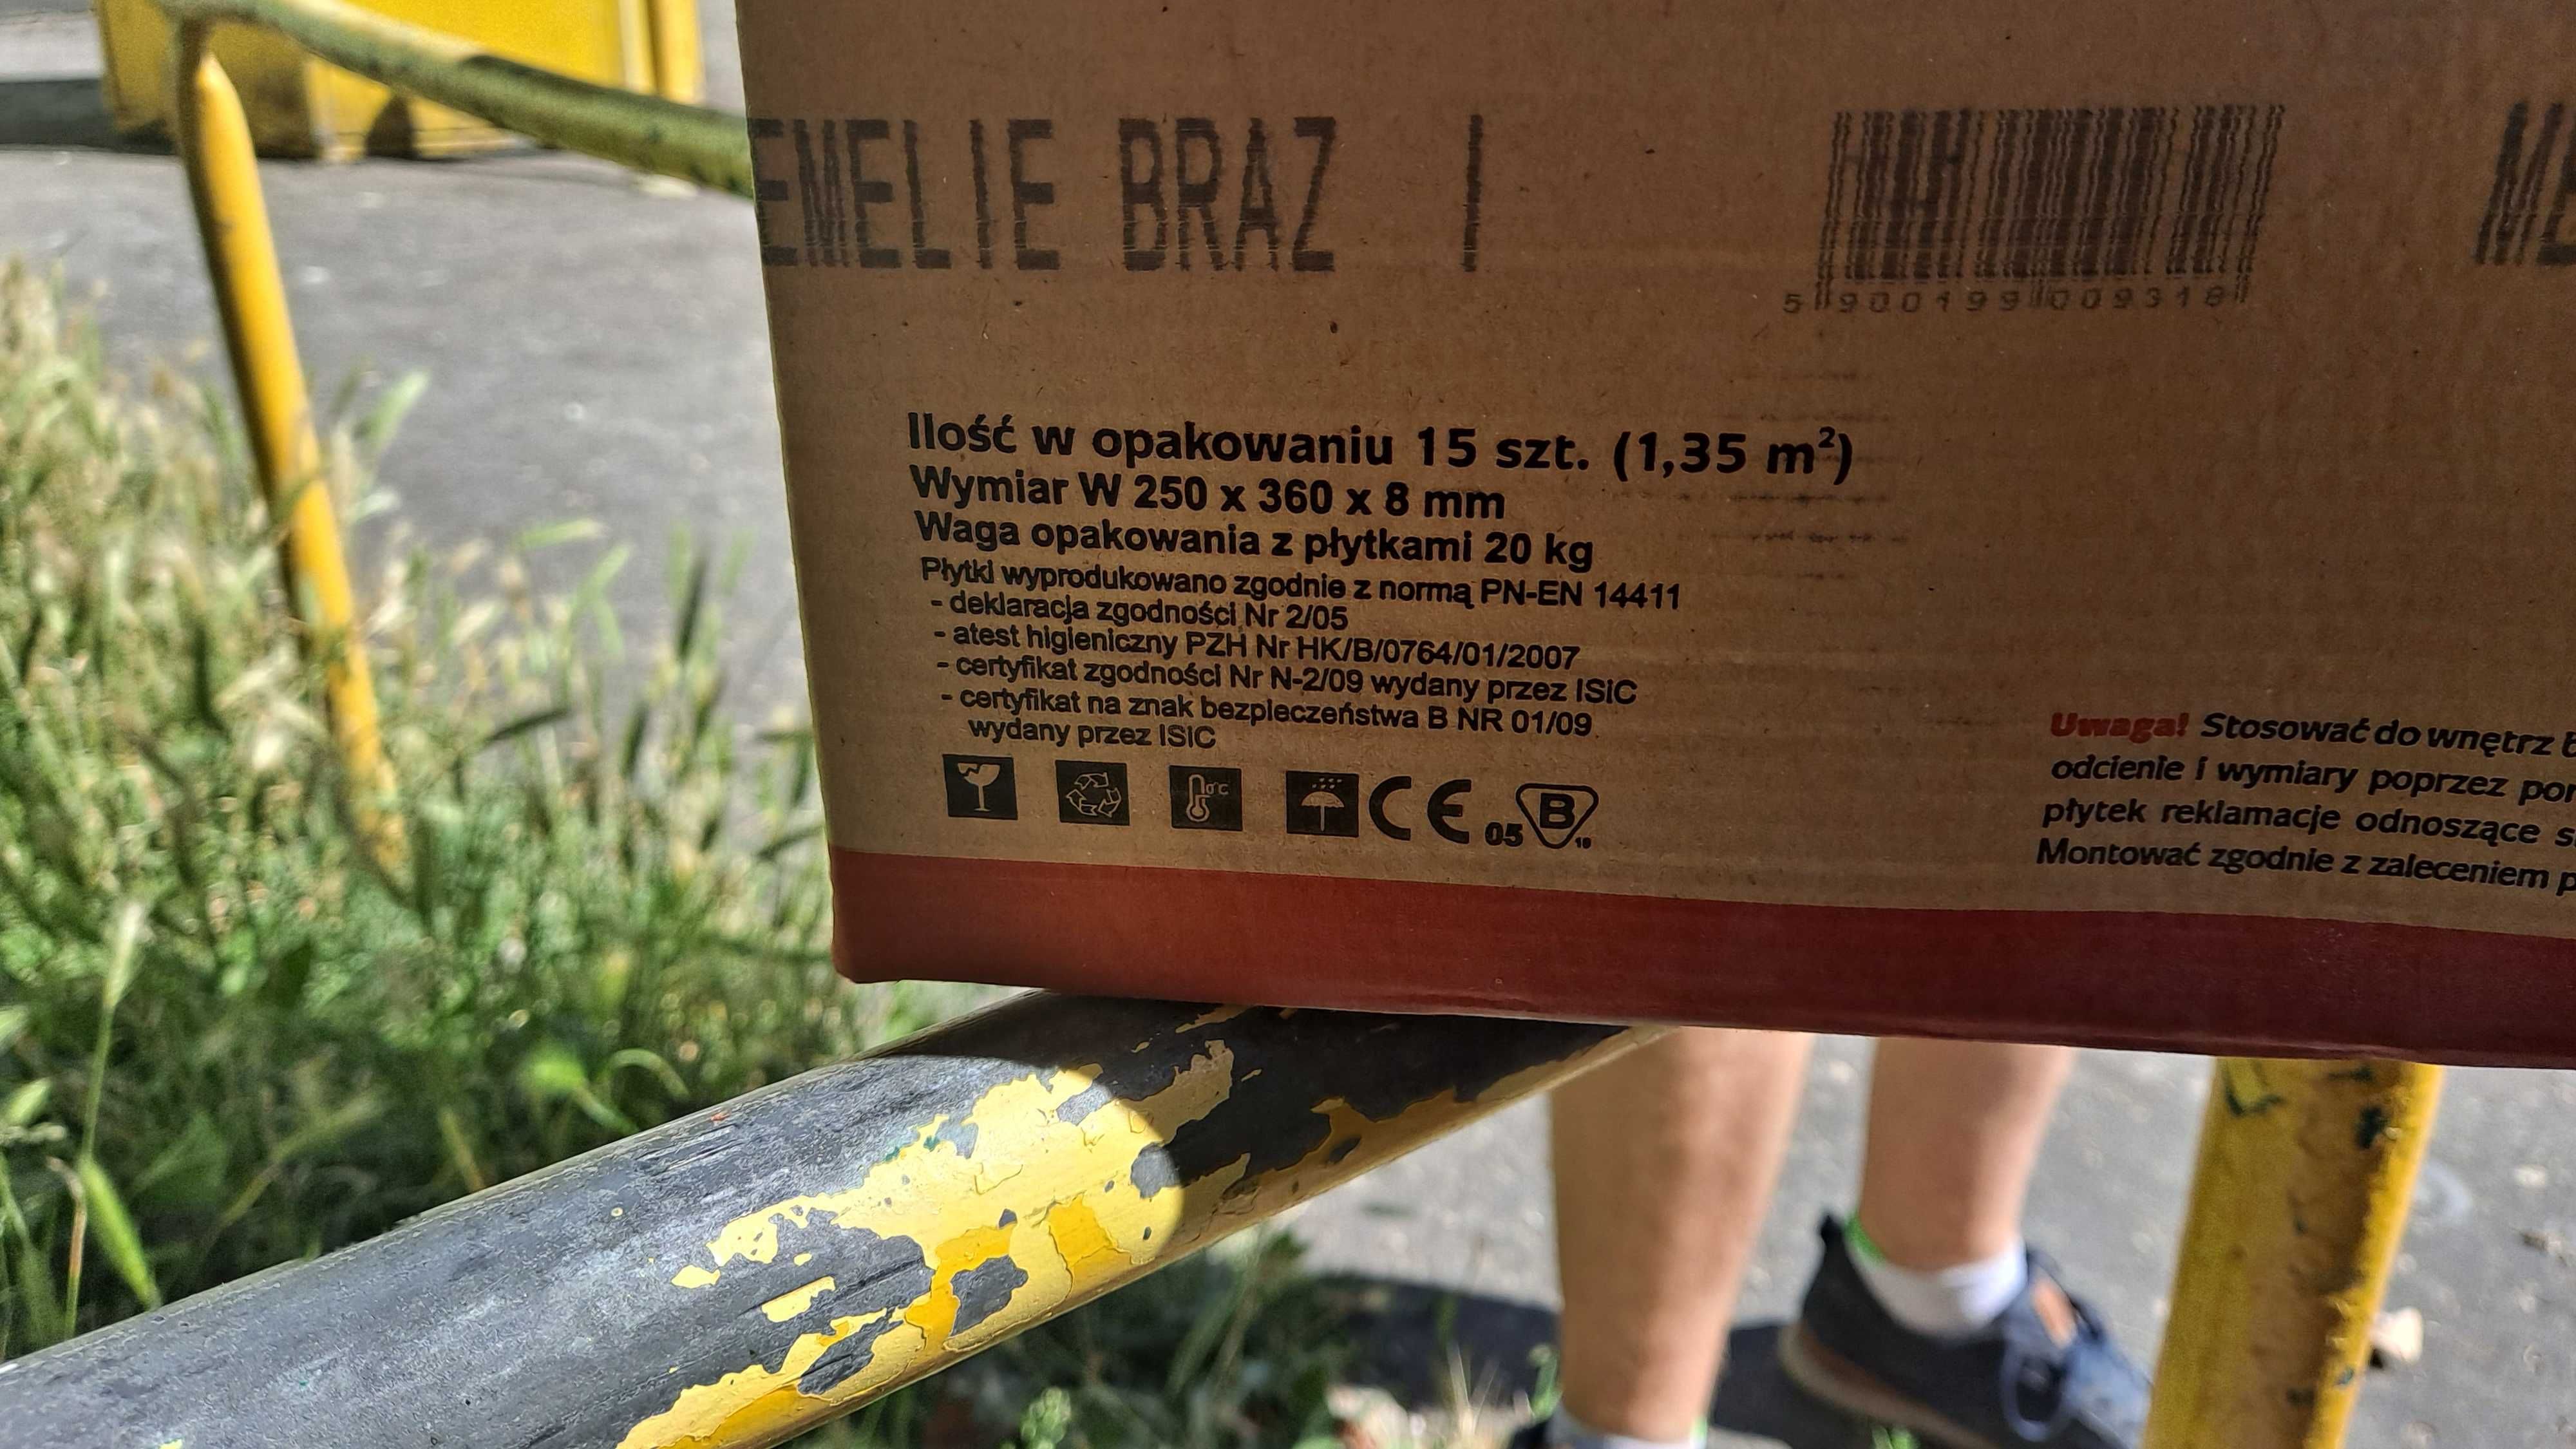 EMELIE BRAZ I
5 900199 009318
Ilość w opakowaniu 15 szt. (1,35 m²)
Wymiar W 250 x 360 x 8 mm
Waga opakowania z płytkami 20 kg
Płytki wyprodukowano zgodnie z normą PN-EN 14411
- deklaracja zgodności Nr 2/05
- atest higieniczny PZH Nr HK/B/0764/01/2007
- certyfikat zgodności Nr N-2/09 wydany przez ISiC
- certyfikat na znak bezpieczeństwa B NR 01/09
wydany przez ISiC
0°C
CE 05 B
Uwaga! Stosować do wnętrz
odcienie i wymiary poprzez
płytek reklamacje odnoszące
Montować zgodnie z zaleceniem